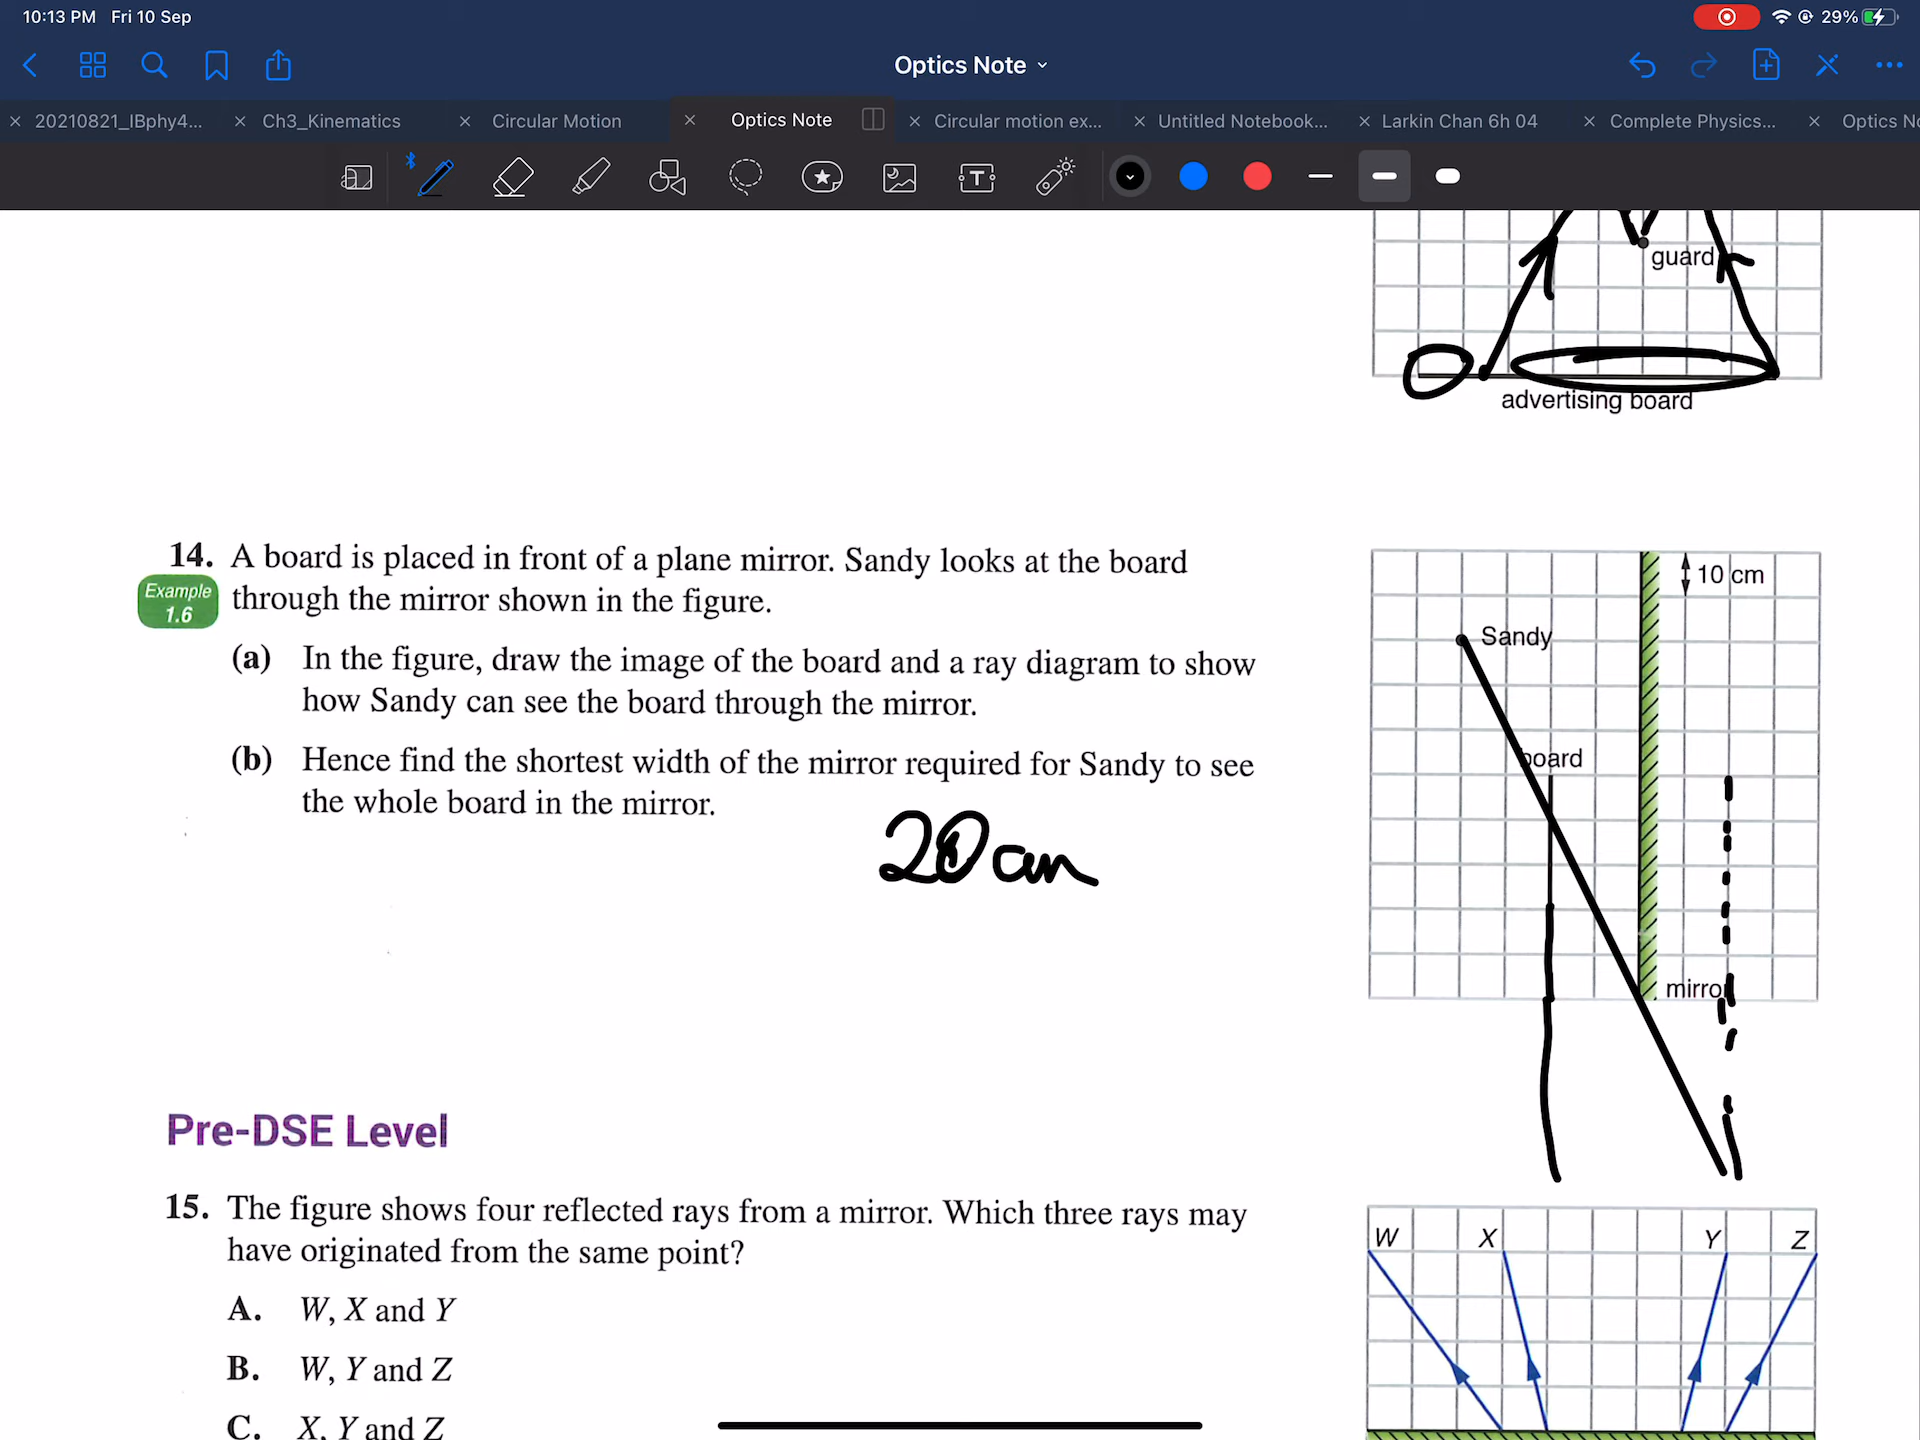 10:13 PM Fri 10 Sep
29%
Optics Note
20210821_IBphy4...
Ch3_Kinematics
Circular Motion
Optics Note
Circular motion ex...
Untitled Notebook...
Larkin Chan 6h 04
Complete Physics...
Optics No
guard
advertising board
14. A board is placed in front of a plane mirror. Sandy looks at the board
Example 1.6
through the mirror shown in the figure.
(a) In the figure, draw the image of the board and a ray diagram to show
how Sandy can see the board through the mirror.
(b) Hence find the shortest width of the mirror required for Sandy to see
the whole board in the mirror.
20 cm
10 cm
Sandy
board
mirror
Pre-DSE Level
15. The figure shows four reflected rays from a mirror. Which three rays may
have originated from the same point?
A. W, X and Y
B. W, Y and Z
C. X, Y and Z
W X Y Z